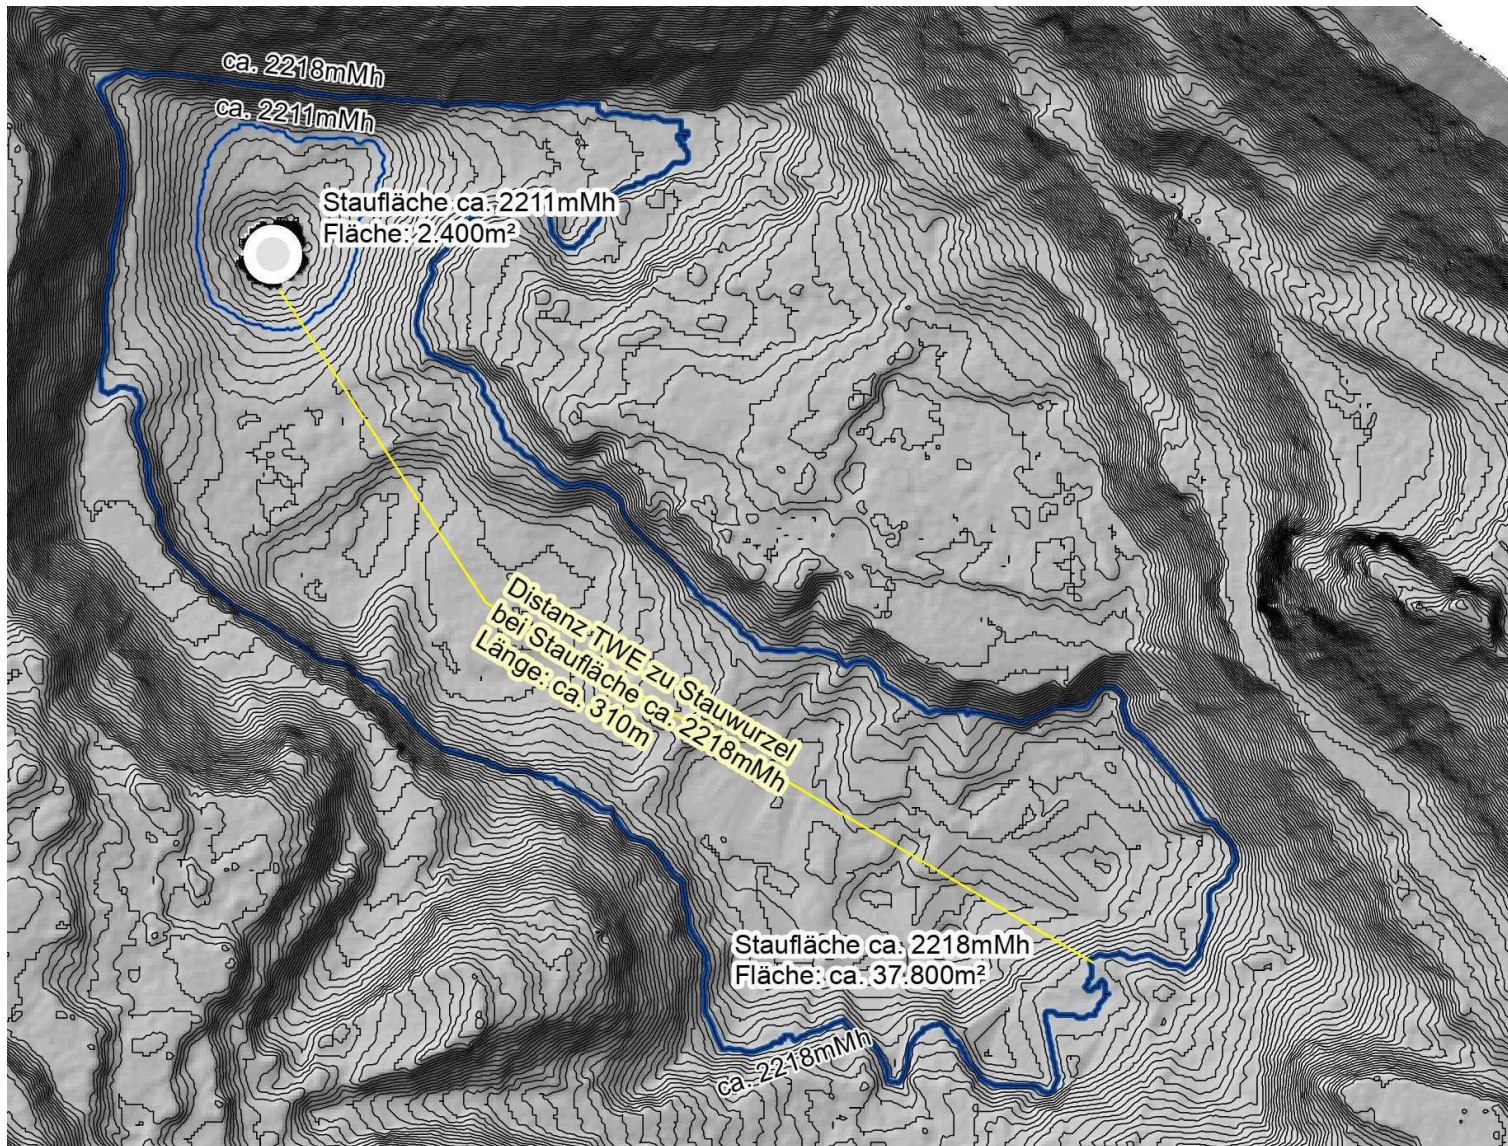 ca. 2218mMh
ca. 2211mMh
Staufläche ca. 2211mMh
Fläche: 2.400m²
Distanz TWE zu Stauwurzel
bei Staufläche ca. 2218mMh
Länge: ca. 310m
Staufläche ca. 2218mMh
Fläche: ca. 37.800m²
ca. 2218mMh